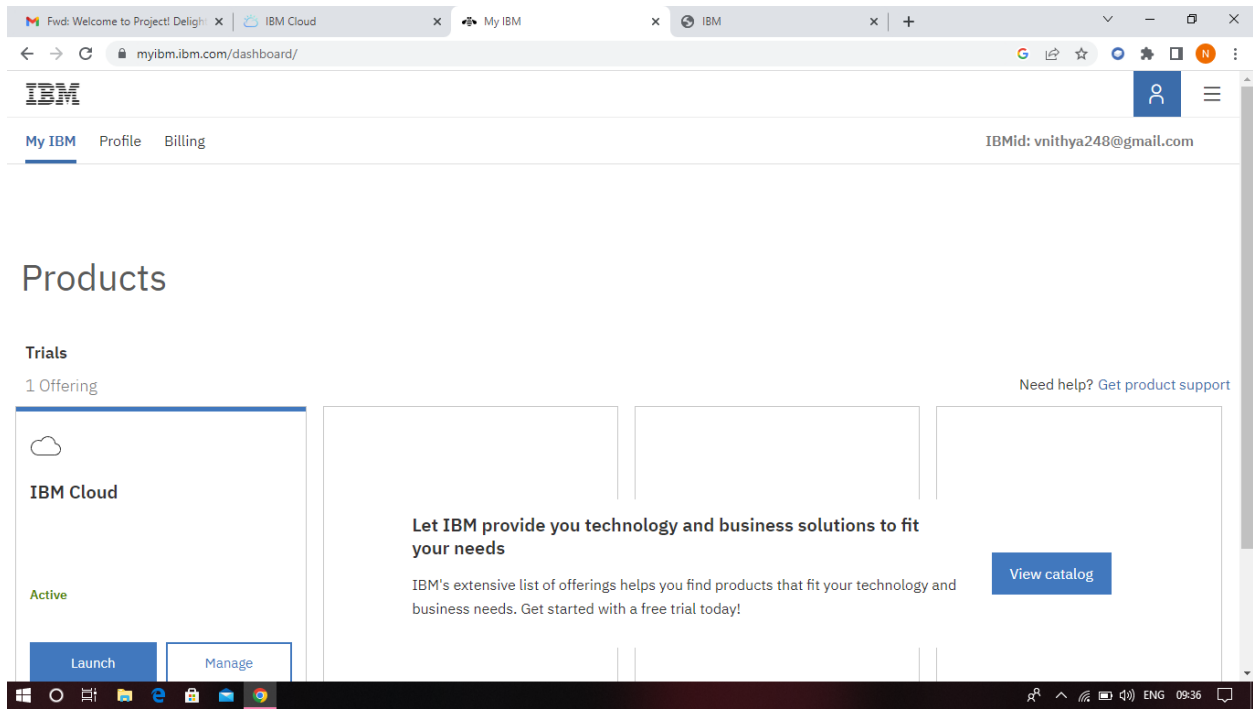 Fwd: Welcome to Project! Deligh
IBM Cloud
My IBM
IBM
myibm.ibm.com/dashboard/
G
N
IBM
My IBM Profile Billing
IBMid: vnithya248@gmail.com
Products
Trials
1 Offering
Need help? Get product support
IBM Cloud
Active
Launch
Manage
Let IBM provide you technology and business solutions to fit
your needs
IBM's extensive list of offerings helps you find products that fit your technology and
business needs. Get started with a free trial today!
View catalog
ENG 09:36